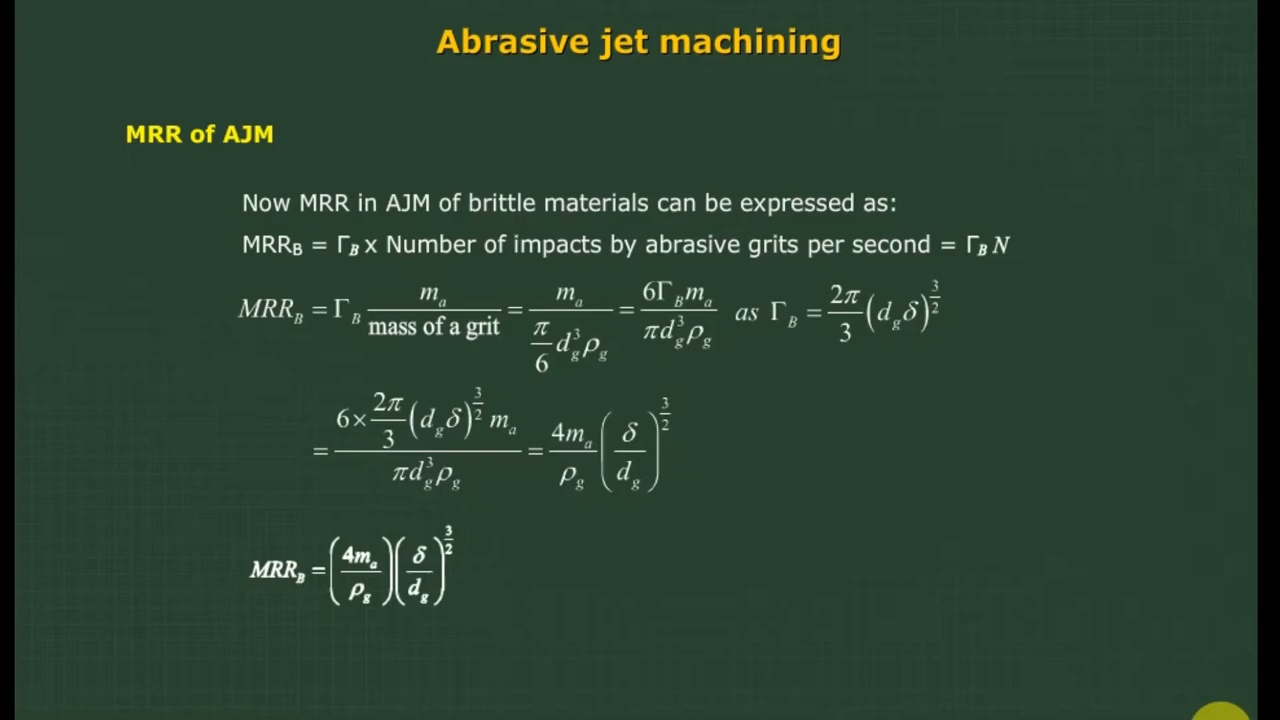 Abrasive jet machining
MRR of AJM
Now MRR in AJM of brittle materials can be expressed as:
MRR_B = Γ_B x Number of impacts by abrasive grits per second = Γ_B N
MRR_B = Γ_B m_a / mass of a grit = m_a / (π/6 d_g^3 ρ_g) = 6Γ_B m_a / (π d_g^3 ρ_g) as Γ_B = 2π/3 (d_g δ)^(3/2)
= 6 × 2π/3 (d_g δ)^(3/2) m_a / (π d_g^3 ρ_g) = 4m_a / ρ_g (δ / d_g)^(3/2)
MRR_B = (4m_a / ρ_g)(δ / d_g)^(3/2)